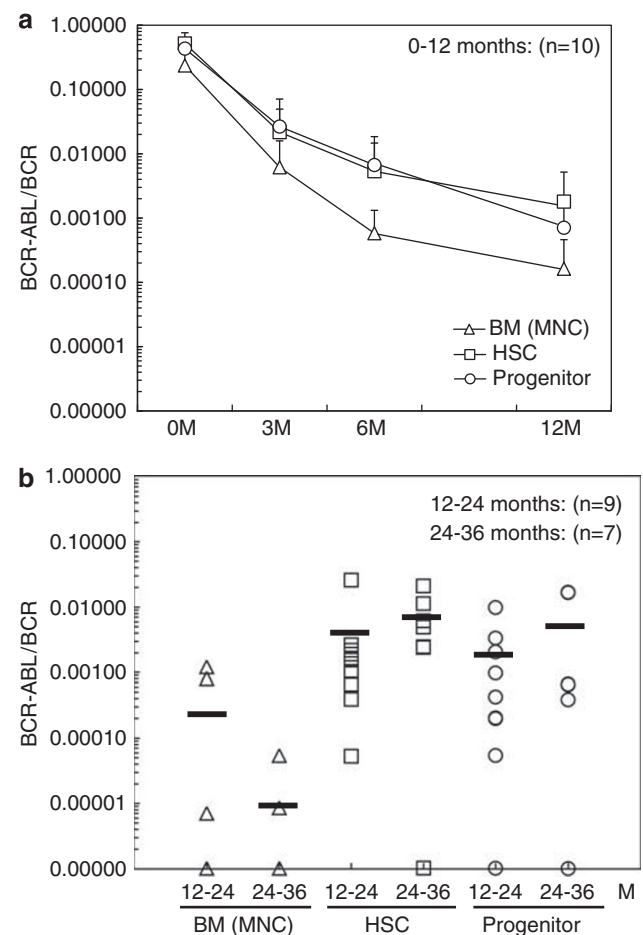 a
0-12 months: (n=10)
BCR-ABL/BCR
1.00000
0.10000
0.01000
0.00100
0.00010
0.00001
0.00000
BM (MNC)
HSC
Progenitor
0M 3M 6M 12M
b
12-24 months: (n=9)
24-36 months: (n=7)
BCR-ABL/BCR
1.00000
0.10000
0.01000
0.00100
0.00010
0.00001
0.00000
12-24 24-36 12-24 24-36 12-24 24-36 M
BM (MNC) HSC Progenitor